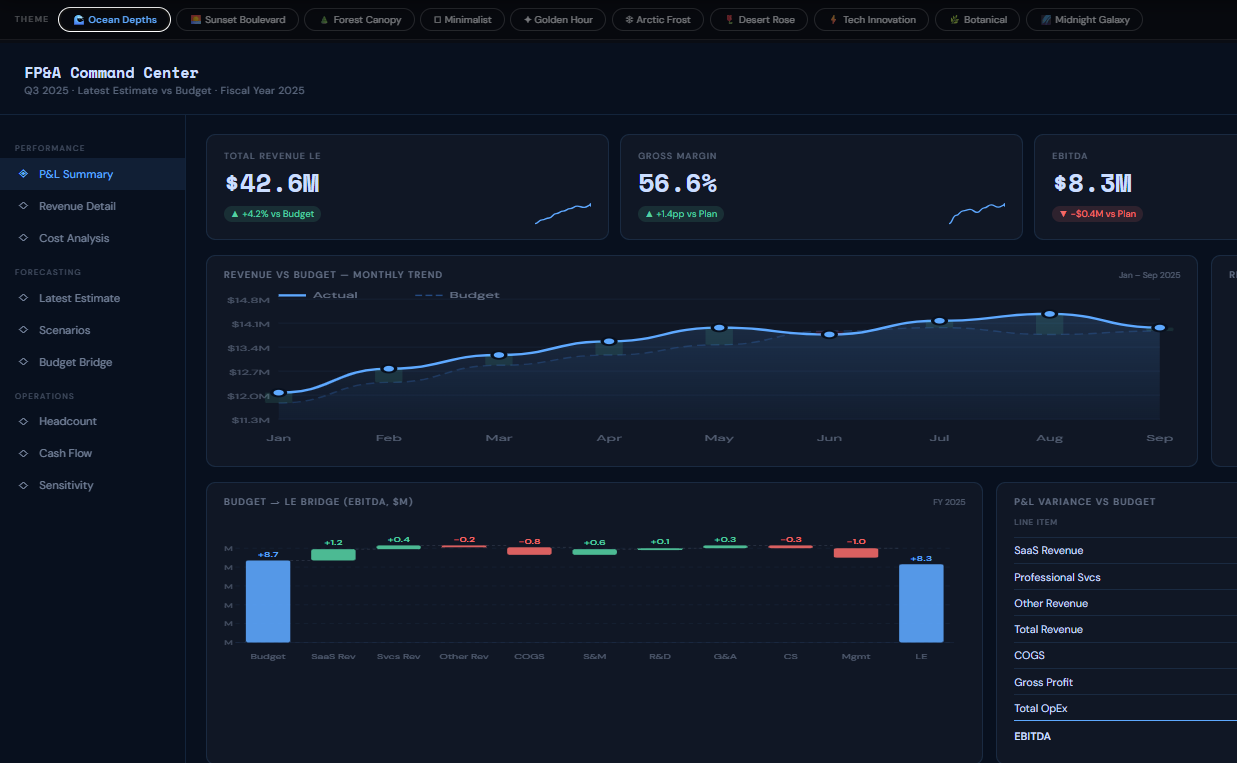 THEME
Ocean Depths
Sunset Boulevard
Forest Canopy
Minimalist
Golden Hour
Arctic Frost
Desert Rose
Tech Innovation
Botanical
Midnight Galaxy
FP&A Command Center
Q3 2025 · Latest Estimate vs Budget · Fiscal Year 2025
PERFORMANCE
P&L Summary
Revenue Detail
Cost Analysis
FORECASTING
Latest Estimate
Scenarios
Budget Bridge
OPERATIONS
Headcount
Cash Flow
Sensitivity
TOTAL REVENUE LE
$42.6M
▲ +4.2% vs Budget
GROSS MARGIN
56.6%
▲ +1.4pp vs Plan
EBITDA
$8.3M
▼ −$0.4M vs Plan
REVENUE VS BUDGET — MONTHLY TREND
Jan – Sep 2025
Actual
Budget
$14.8M
$14.1M
$13.4M
$12.7M
$12.0M
$11.3M
Jan Feb Mar Apr May Jun Jul Aug Sep
BUDGET → LE BRIDGE (EBITDA, $M)
FY 2025
M
M
M
M
M
M
+8.7 +1.2 +0.4 −0.2 −0.8 +0.6 +0.1 +0.3 −0.3 −1.0 +8.3
Budget SaaS Rev Svcs Rev Other Rev COGS S&M R&D G&A CS Mgmt LE
P&L VARIANCE VS BUDGET
LINE ITEM
SaaS Revenue
Professional Svcs
Other Revenue
Total Revenue
COGS
Gross Profit
Total OpEx
EBITDA